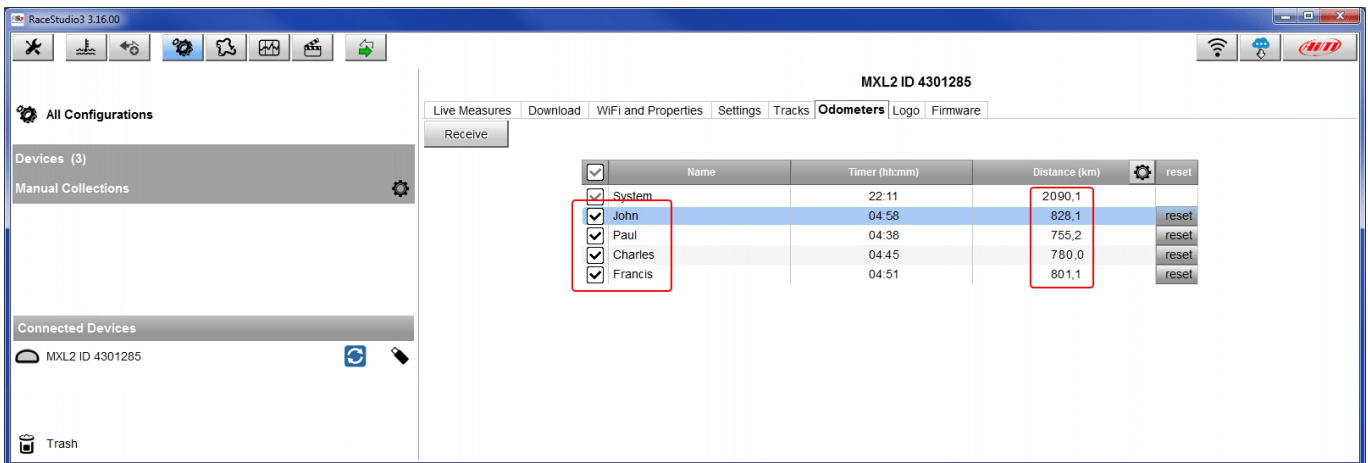 RaceStudio3 3.16.00
AiM
MXL2 ID 4301285
All Configurations
Live Measures Download WiFi and Properties Settings Tracks Odometers Logo Firmware
Receive
Devices (3)
Manual Collections
Name Timer (hh:mm) Distance (km) reset
System 22:11 2090,1
John 04:58 828,1 reset
Paul 04:38 755,2 reset
Charles 04:45 780,0 reset
Francis 04:51 801,1 reset
Connected Devices
MXL2 ID 4301285
Trash